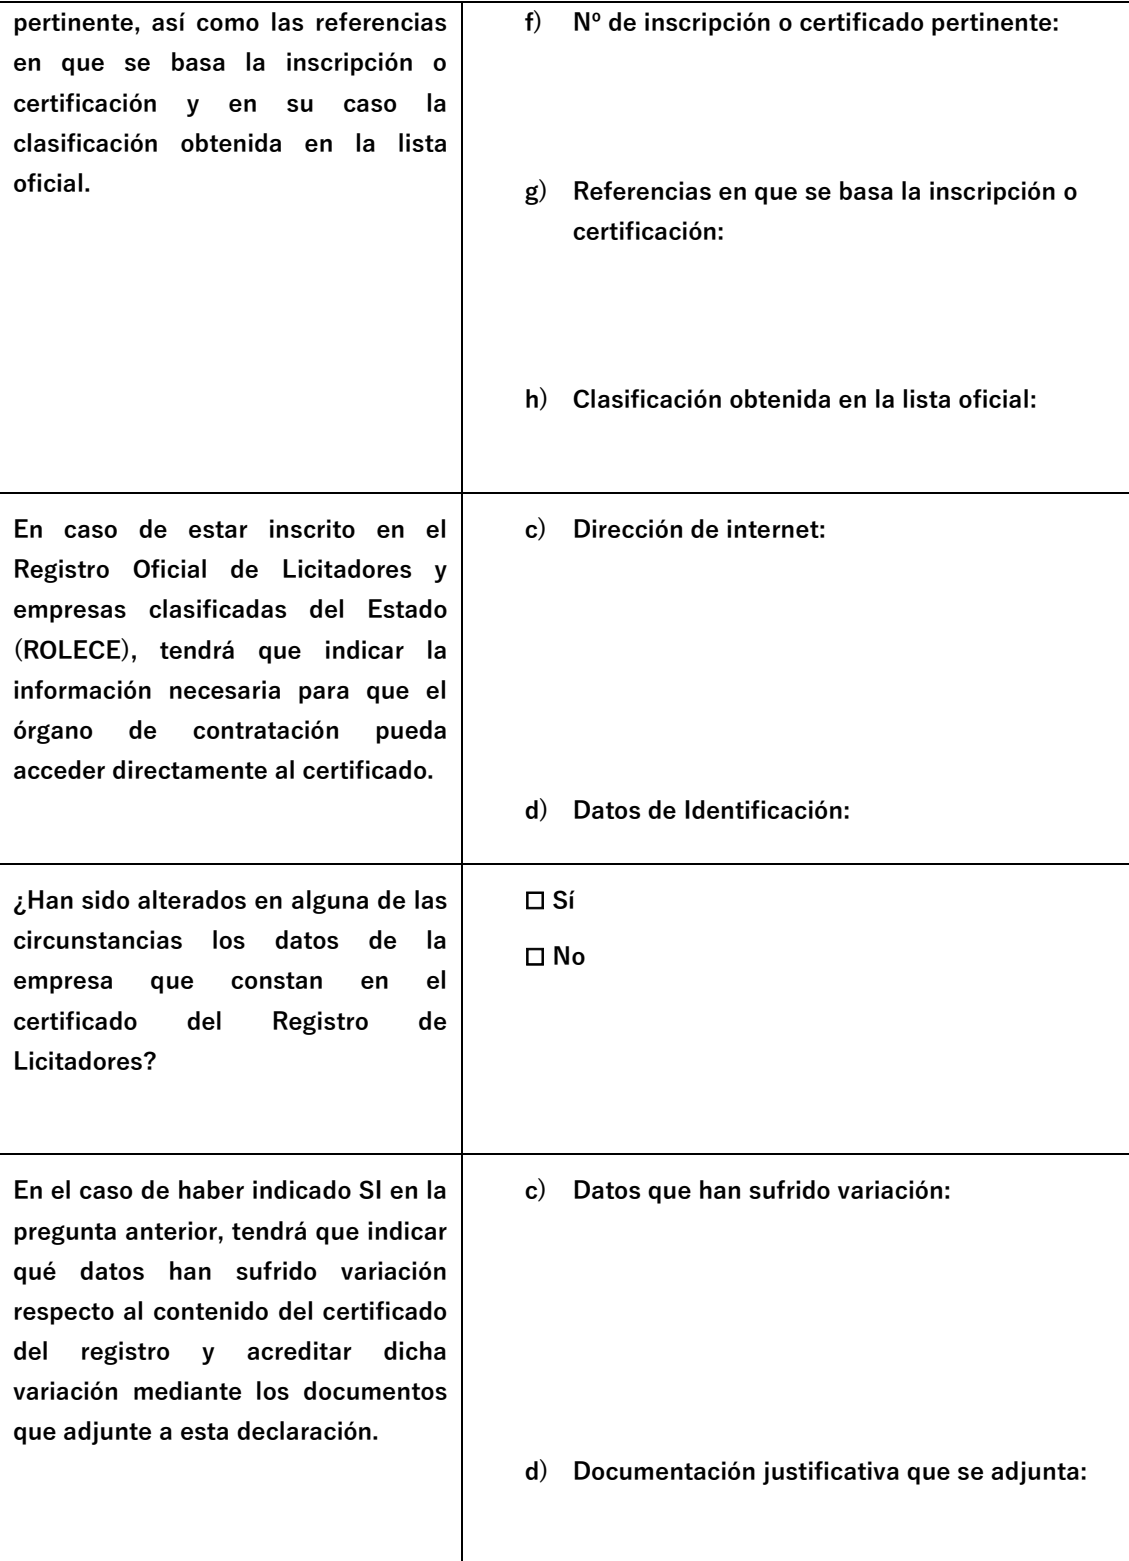 pertinente, así como las referencias
en que se basa la inscripción o
certificación y en su caso la
clasificación obtenida en la lista
oficial.
f) Nº de inscripción o certificado pertinente:
g) Referencias en que se basa la inscripción o
certificación:
h) Clasificación obtenida en la lista oficial:
En caso de estar inscrito en el
Registro Oficial de Licitadores y
empresas clasificadas del Estado
(ROLECE), tendrá que indicar la
información necesaria para que el
órgano de contratación pueda
acceder directamente al certificado.
c) Dirección de internet:
d) Datos de Identificación:
¿Han sido alterados en alguna de las
circunstancias los datos de la
empresa que constan en el
certificado del Registro de
Licitadores?
☐ Sí
☐ No
En el caso de haber indicado SI en la
pregunta anterior, tendrá que indicar
qué datos han sufrido variación
respecto al contenido del certificado
del registro y acreditar dicha
variación mediante los documentos
que adjunte a esta declaración.
c) Datos que han sufrido variación:
d) Documentación justificativa que se adjunta: